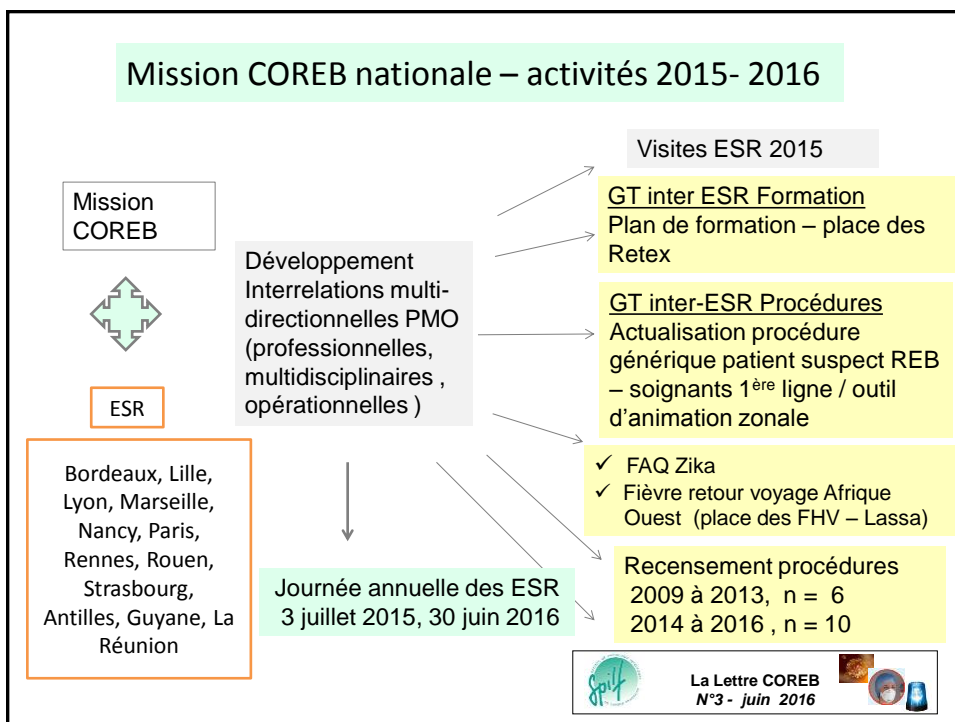 Mission COREB nationale – activités 2015- 2016
Mission
COREB
ESR
Bordeaux, Lille,
Lyon, Marseille,
Nancy, Paris,
Rennes, Rouen,
Strasbourg,
Antilles, Guyane, La
Réunion
Développement
Interrelations multi-
directionnelles PMO
(professionnelles,
multidisciplinaires ,
opérationnelles )
Journée annuelle des ESR
3 juillet 2015, 30 juin 2016
Visites ESR 2015
GT inter ESR Formation
Plan de formation – place des
Retex
GT inter-ESR Procédures
Actualisation procédure
générique patient suspect REB
– soignants 1ère ligne / outil
d’animation zonale
✓ FAQ Zika
✓ Fièvre retour voyage Afrique
Ouest (place des FHV – Lassa)
Recensement procédures
2009 à 2013, n = 6
2014 à 2016 , n = 10
Spilf
La Lettre COREB
N°3 - juin 2016